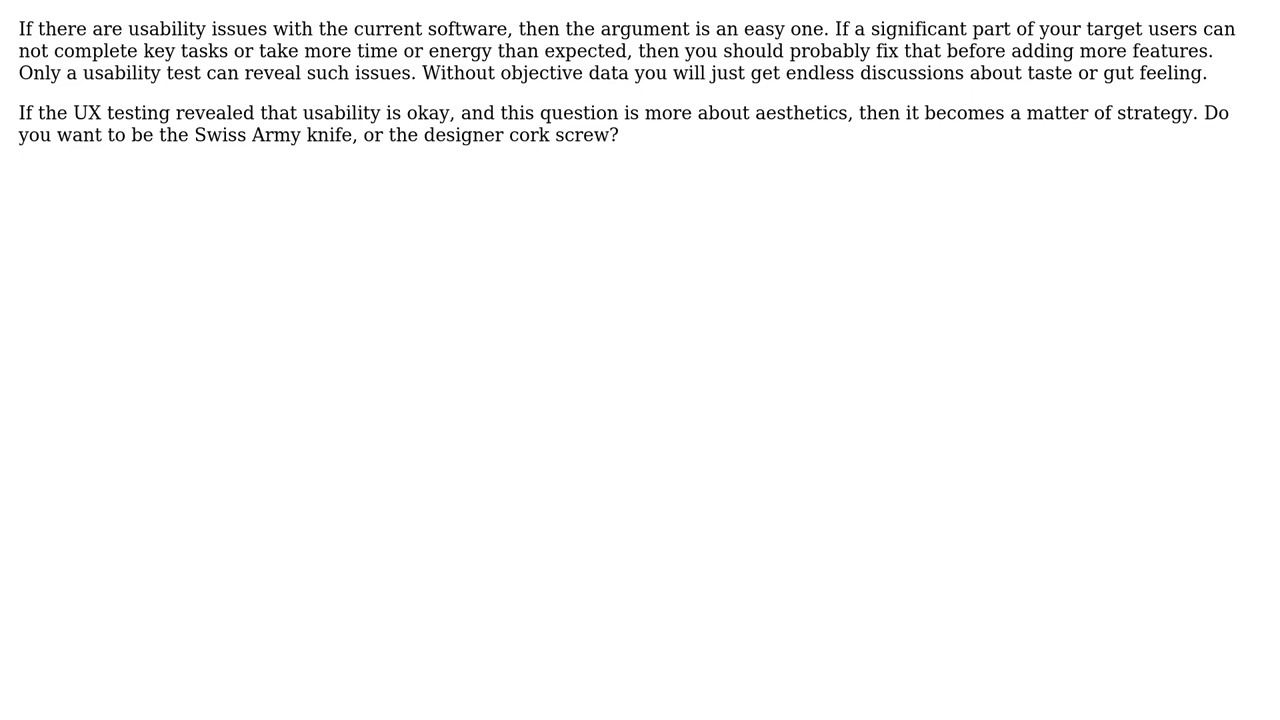 If there are usability issues with the current software, then the argument is an easy one. If a significant part of your target users can
not complete key tasks or take more time or energy than expected, then you should probably fix that before adding more features.
Only a usability test can reveal such issues. Without objective data you will just get endless discussions about taste or gut feeling.
If the UX testing revealed that usability is okay, and this question is more about aesthetics, then it becomes a matter of strategy. Do
you want to be the Swiss Army knife, or the designer cork screw?